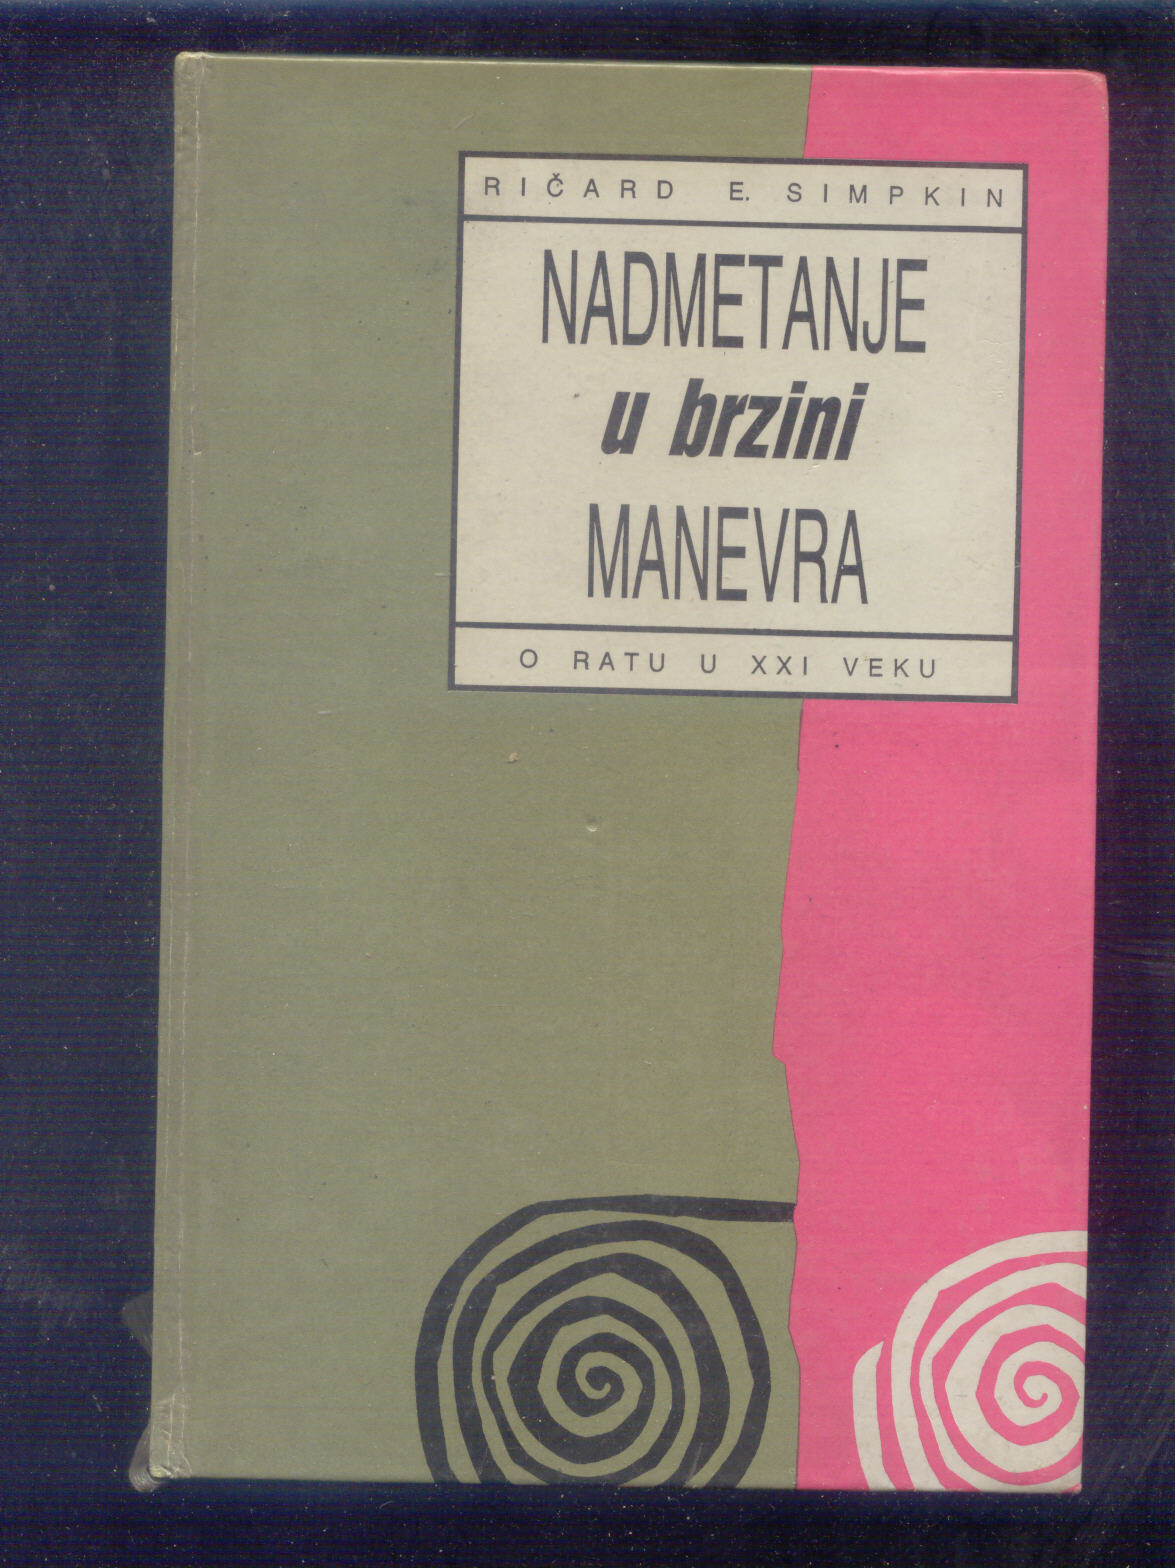 RIČARD E. SIMPKIN
NADMETANJE
u brzini
MANEVRA
O RATU U XXI VEKU